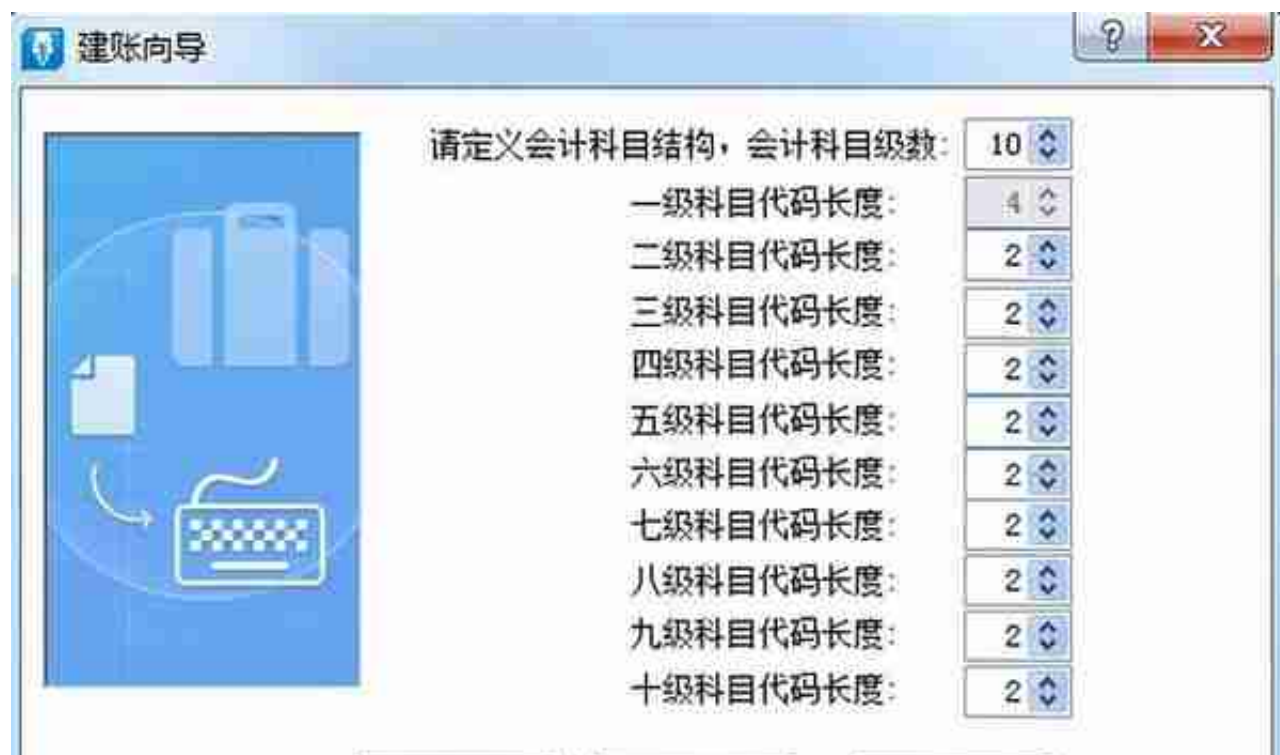 建账向导
请定义会计科目结构，会计科目级数： 10
一级科目代码长度： 4
二级科目代码长度： 2
三级科目代码长度： 2
四级科目代码长度： 2
五级科目代码长度： 2
六级科目代码长度： 2
七级科目代码长度： 2
八级科目代码长度： 2
九级科目代码长度： 2
十级科目代码长度： 2